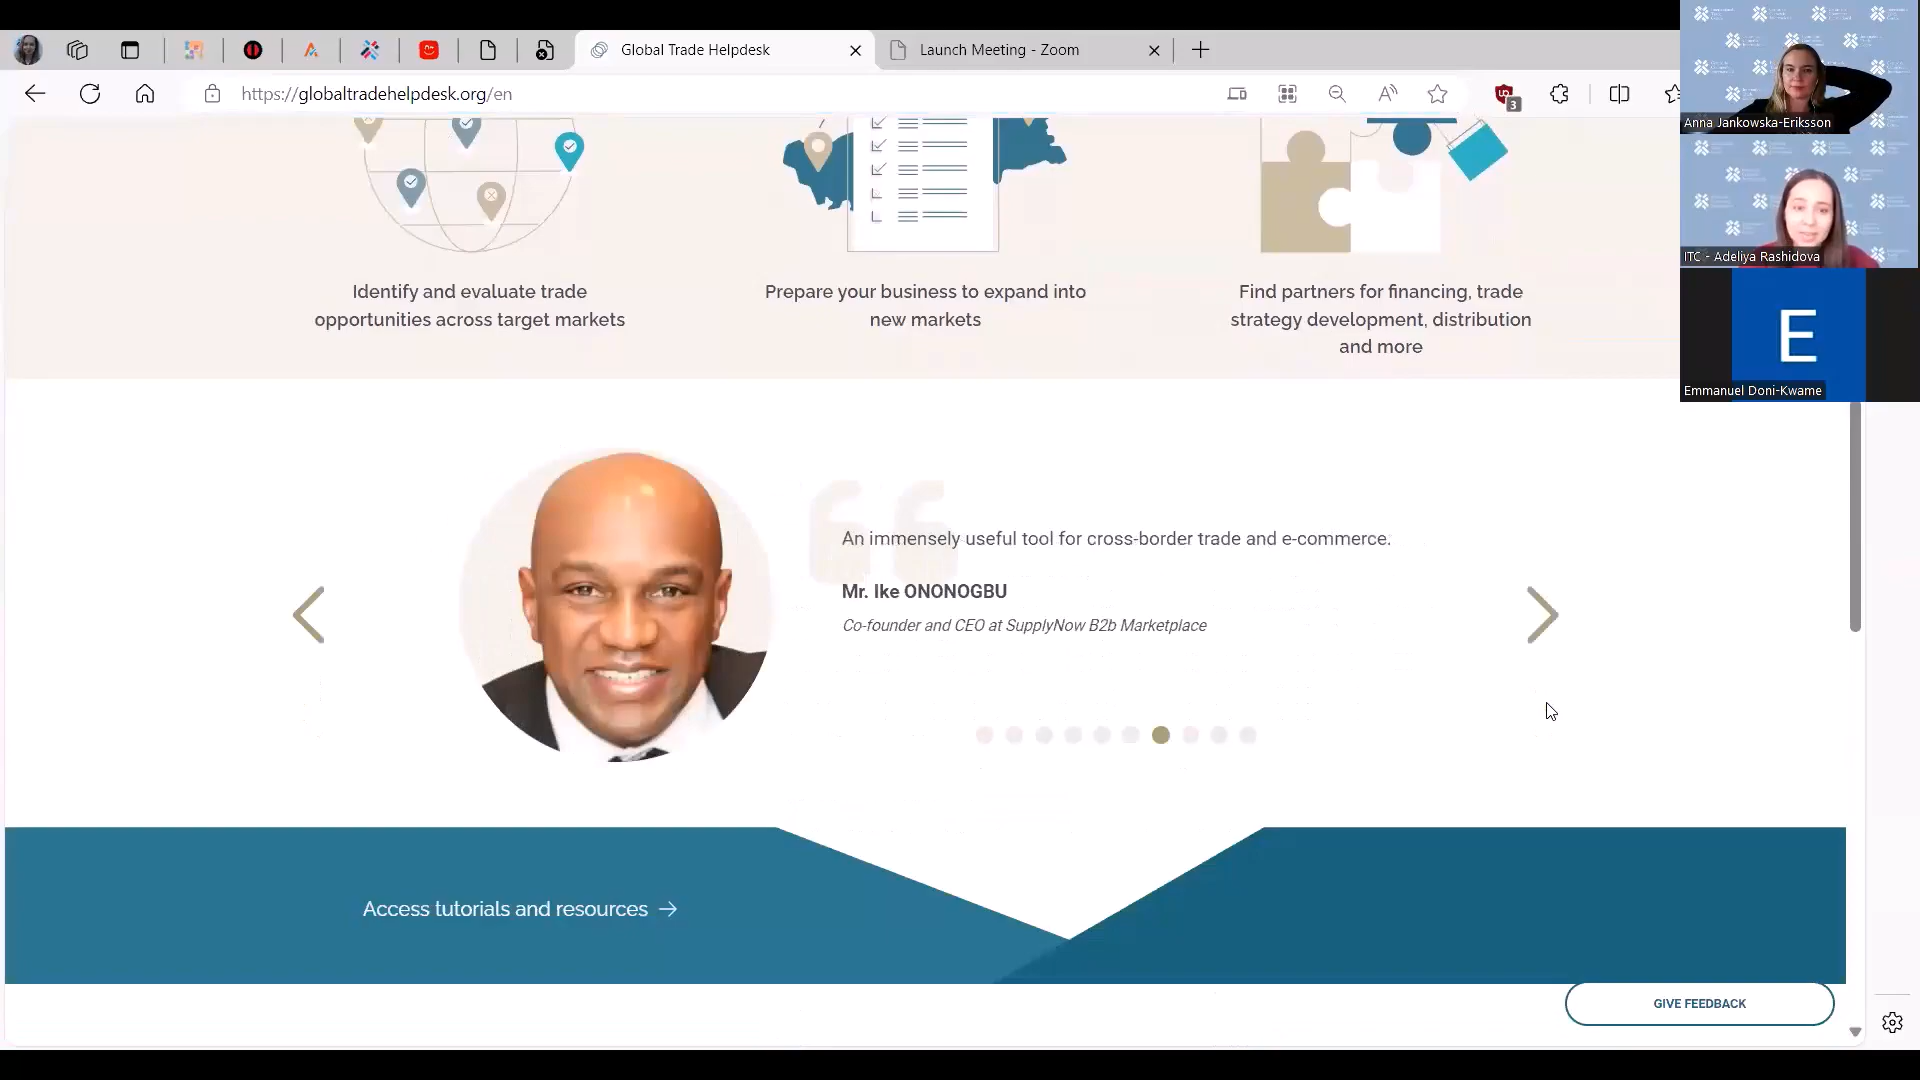 Global Trade Helpdesk
Launch Meeting - Zoom
https://globaltradehelpdesk.org/en
3
Anna Jankowska-Eriksson
ITC - Adeliya Rashidova
E
Emmanuel Doni-Kwame
Identify and evaluate trade
opportunities across target markets
Prepare your business to expand into
new markets
Find partners for financing, trade
strategy development, distribution
and more
An immensely useful tool for cross-border trade and e-commerce.
Mr. Ike ONONOGBU
Co-founder and CEO at SupplyNow B2b Marketplace
Access tutorials and resources →
GIVE FEEDBACK